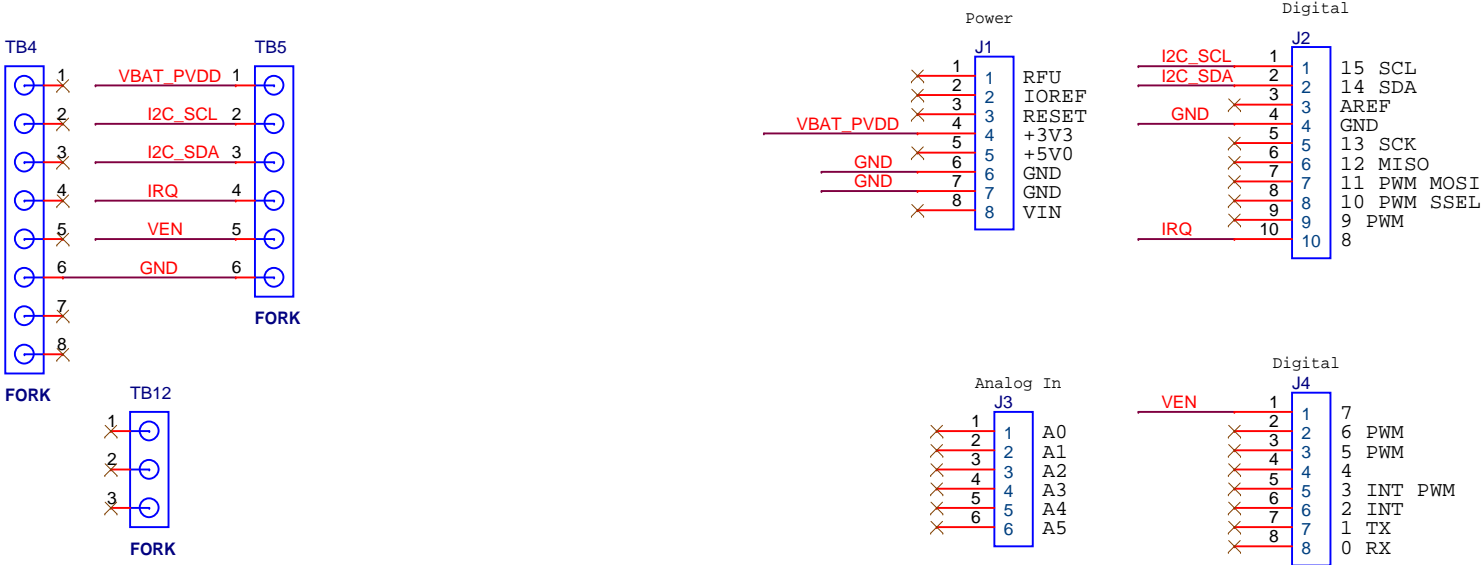 TB4
1
2
3
4
5
6
7
8
FORK
TB5
VBAT_PVDD 1
I2C_SCL 2
I2C_SDA 3
IRQ 4
VEN 5
GND 6
FORK
TB12
1
2
3
FORK
Power
J1
1 1 RFU
2 2 IOREF
3 3 RESET
VBAT_PVDD 4 4 +3V3
5 5 +5V0
GND 6 6 GND
GND 7 7 GND
8 8 VIN
Digital
J2
I2C_SCL 1 1 15 SCL
I2C_SDA 2 2 14 SDA
3 3 AREF
GND 4 4 GND
5 5 13 SCK
6 6 12 MISO
7 7 11 PWM MOSI
8 8 10 PWM SSEL
9 9 9 PWM
IRQ 10 10 8
Analog In
J3
1 1 A0
2 2 A1
3 3 A2
4 4 A3
5 5 A4
6 6 A5
Digital
J4
VEN 1 1 7
2 2 6 PWM
3 3 5 PWM
4 4 4
5 5 3 INT PWM
6 6 2 INT
7 7 1 TX
8 8 0 RX